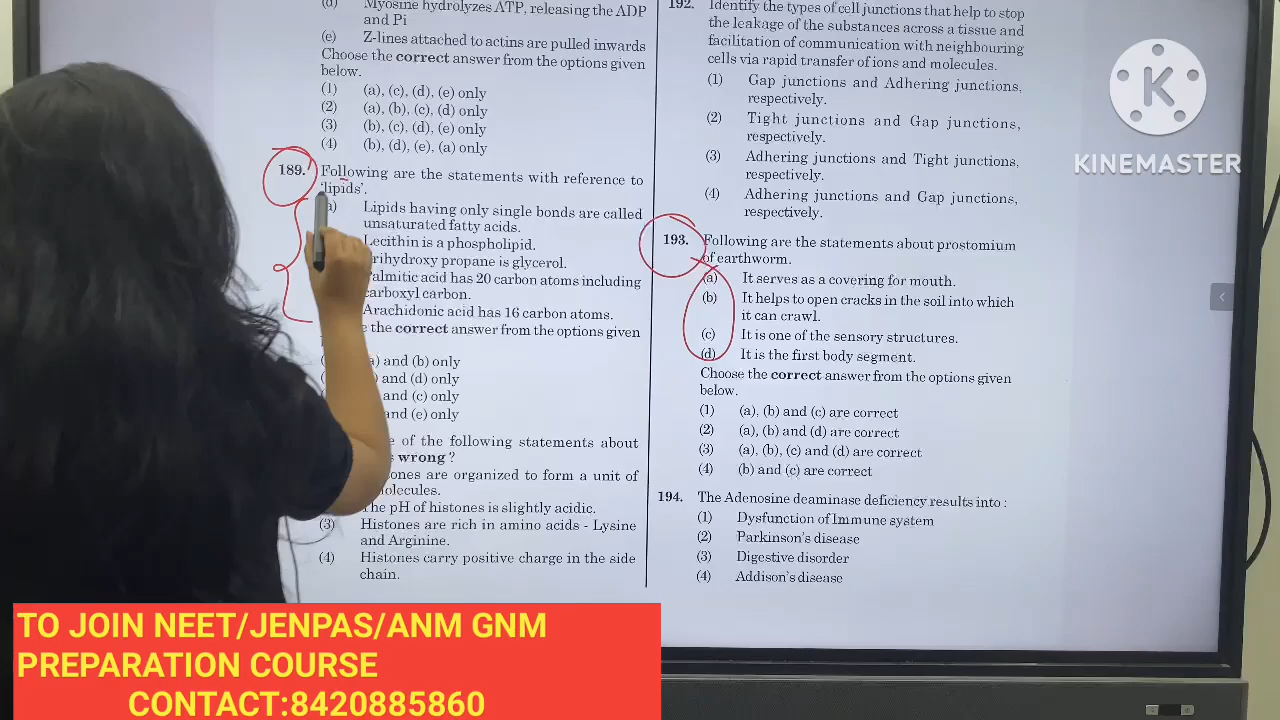 (d) Myosine hydrolyzes ATP, releasing the ADP
and Pi
(e) Z-lines attached to actins are pulled inwards
Choose the correct answer from the options given
below.
(1) (a), (c), (d), (e) only
(2) (a), (b), (c), (d) only
(3) (b), (c), (d), (e) only
(4) (b), (d), (e), (a) only
189. Following are the statements with reference to
'lipids'.
a) Lipids having only single bonds are called
unsaturated fatty acids.
Lecithin is a phospholipid.
rihydroxy propane is glycerol.
almitic acid has 20 carbon atoms including
carboxyl carbon.
Arachidonic acid has 16 carbon atoms.
the correct answer from the options given
a) and (b) only
) and (d) only
and (c) only
and (e) only
of the following statements about
wrong ?
ones are organized to form a unit of
olecules.
The pH of histones is slightly acidic.
(3) Histones are rich in amino acids - Lysine
and Arginine.
(4) Histones carry positive charge in the side
chain.
192. Identify the types of cell junctions that help to stop
the leakage of the substances across a tissue and
facilitation of communication with neighbouring
cells via rapid transfer of ions and molecules.
(1) Gap junctions and Adhering junctions,
respectively.
(2) Tight junctions and Gap junctions,
respectively.
(3) Adhering junctions and Tight junctions,
respectively.
(4) Adhering junctions and Gap junctions,
respectively.
193. Following are the statements about prostomium
of earthworm.
(a) It serves as a covering for mouth.
(b) It helps to open cracks in the soil into which
it can crawl.
(c) It is one of the sensory structures.
(d) It is the first body segment.
Choose the correct answer from the options given
below.
(1) (a), (b) and (c) are correct
(2) (a), (b) and (d) are correct
(3) (a), (b), (c) and (d) are correct
(4) (b) and (c) are correct
194. The Adenosine deaminase deficiency results into :
(1) Dysfunction of Immune system
(2) Parkinson's disease
(3) Digestive disorder
(4) Addison's disease
K
KINEMASTER
TO JOIN NEET/JENPAS/ANM GNM
PREPARATION COURSE
CONTACT:8420885860